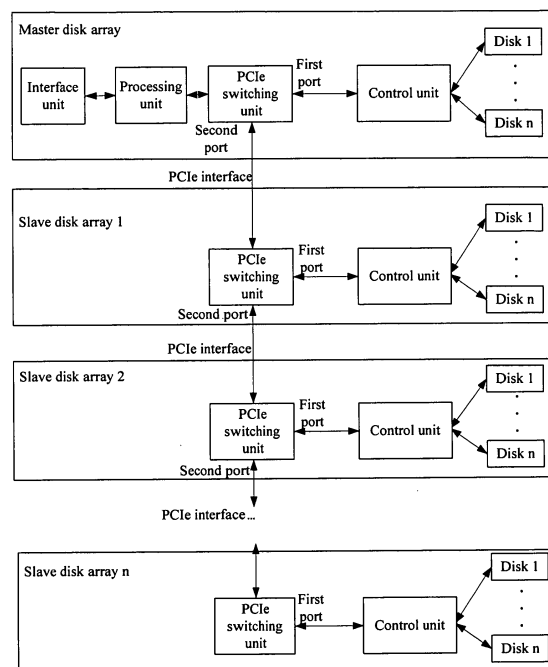 Master disk array
Interface
unit
Processing
unit
PCIe
switching
unit
First
port
Control unit
Disk 1
Disk n
Second
port
PCIe interface
Slave disk array 1
PCIe
switching
unit
First
port
Control unit
Disk 1
Disk n
Second port
PCIe interface
Slave disk array 2
PCIe
switching
unit
First
port
Control unit
Disk 1
Disk n
Second port
PCIe interface...
Slave disk array n
PCIe
switching
unit
First
port
Control unit
Disk 1
Disk n